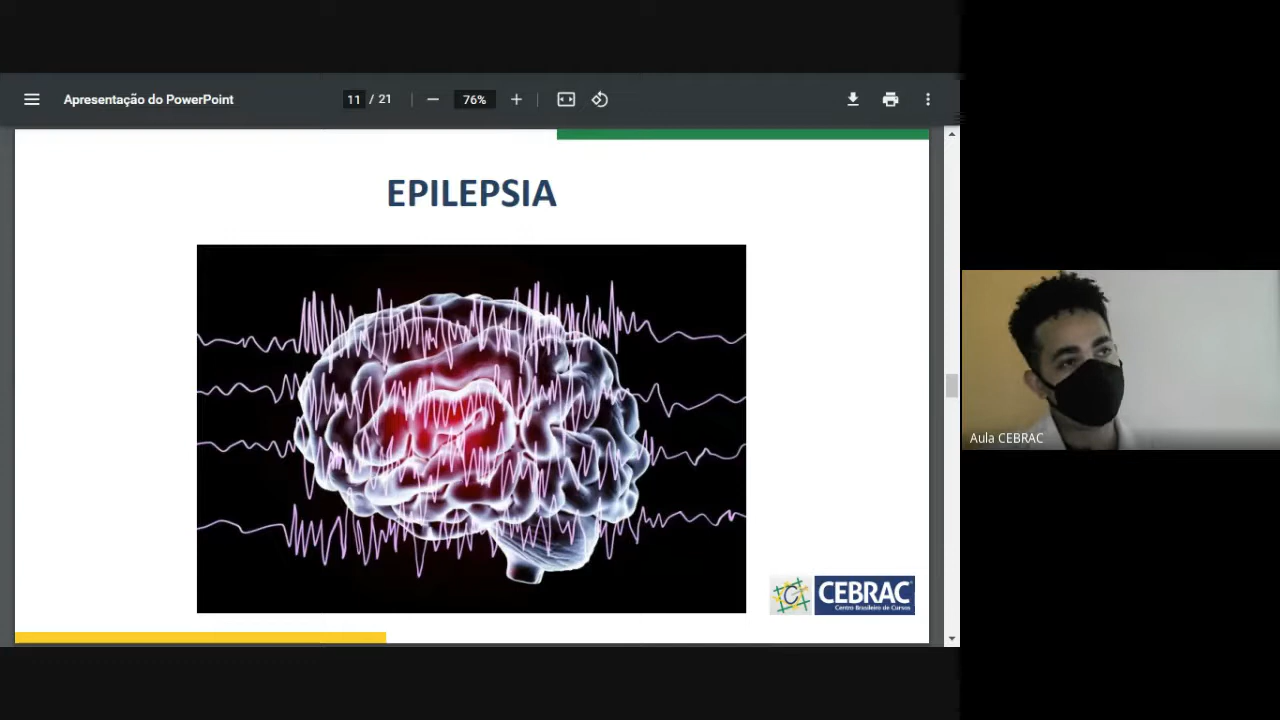 Apresentação do PowerPoint
11 / 21
76%
EPILEPSIA
CEBRAC
Centro Brasileiro de Cursos
Aula CEBRAC